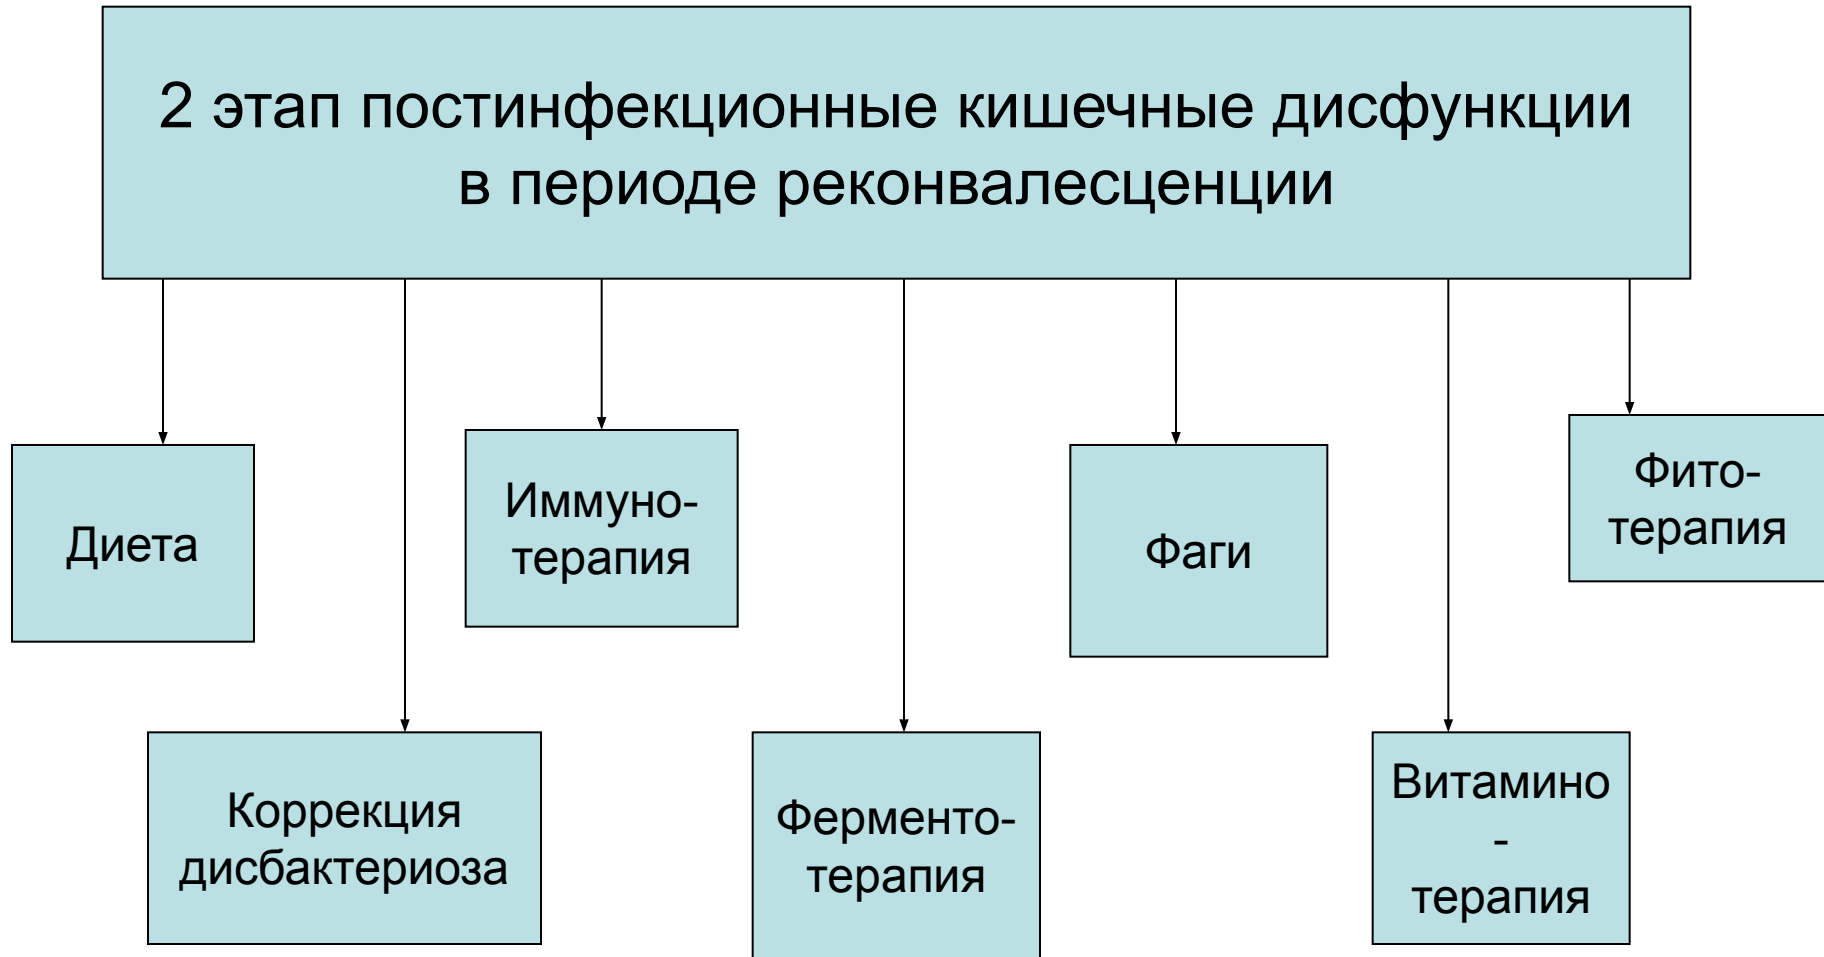 2 этап постинфекционные кишечные дисфункции
в периоде реконвалесценции
Диета
Иммуно-
терапия
Фаги
Фито-
терапия
Коррекция
дисбактериоза
Ферменто-
терапия
Витамино
-
терапия